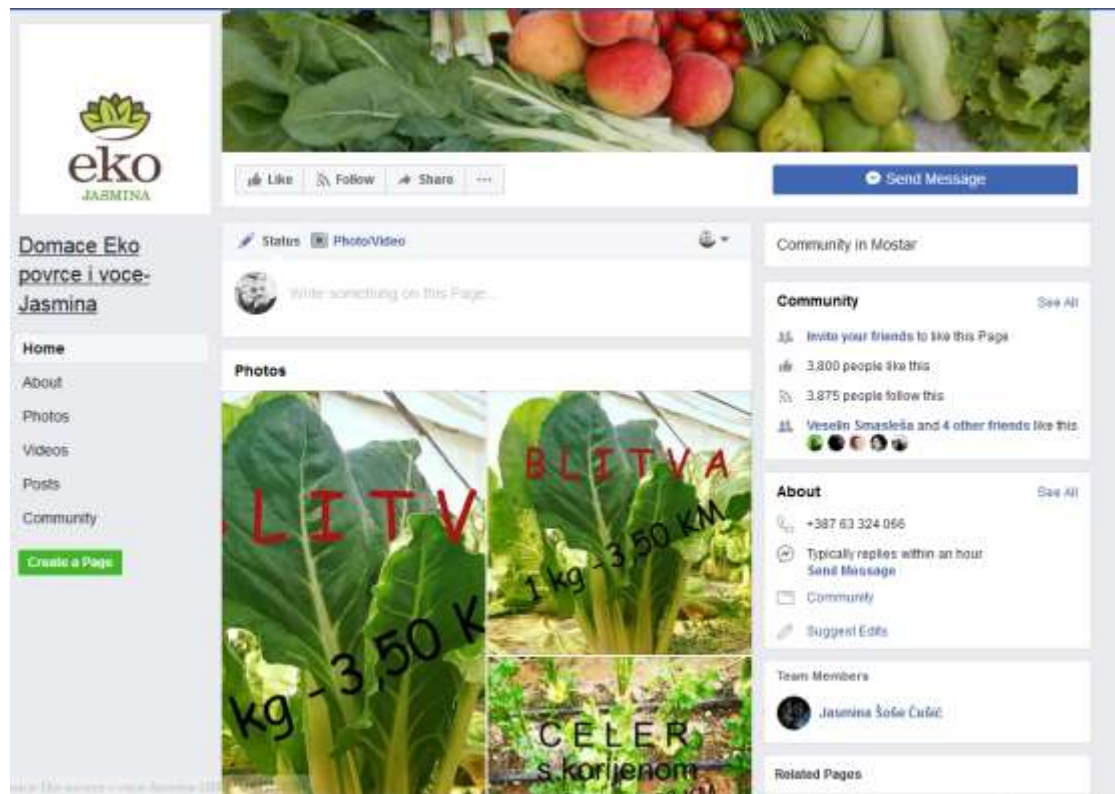 eko
JASMINA
Domace Eko
povrce i voce-
Jasmina
Home
About
Photos
Videos
Posts
Community
Create a Page
Like Follow Share ...
Send Message
Status Photo/Video
Write something on this Page...
Photos
LITV
kg - 3,50 K
BLITVA
1 kg - 3,50 KM
CELER
s korijenom
Community in Mostar
Community See All
Invite your friends to like this Page
3,800 people like this
3,875 people follow this
Veselin Smasleša and 4 other friends like this
About See All
+387 63 324 066
Typically replies within an hour
Send Message
Community
Suggest Edits
Team Members
Jasmina Šoše Ćušić
Related Pages